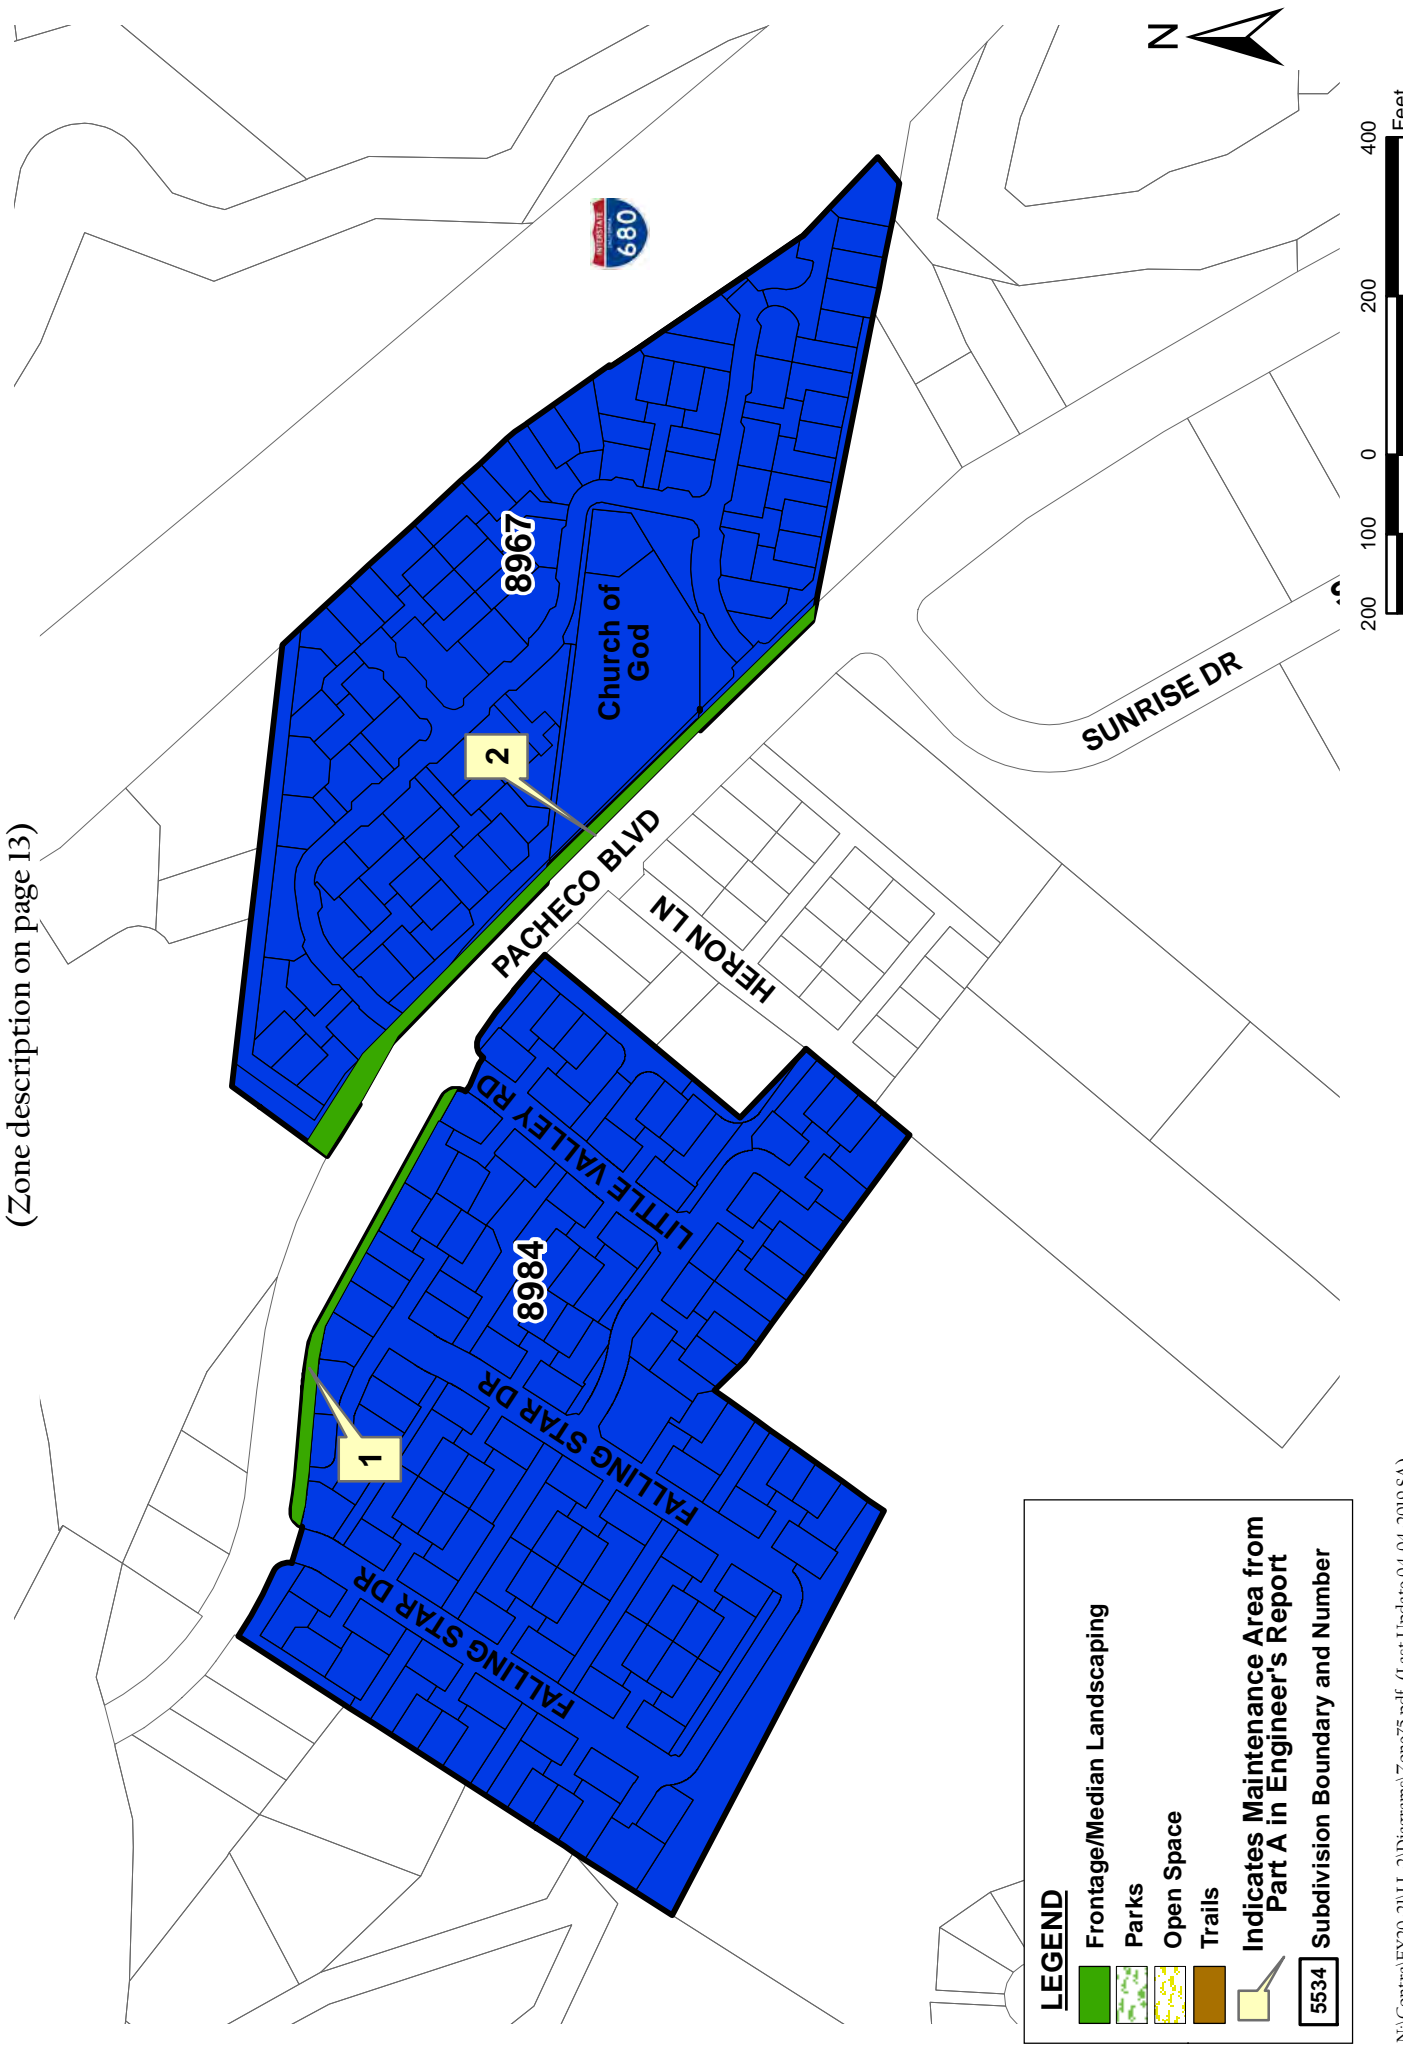 (Zone description on page 13)
N
INTERSTATE
CALIFORNIA
680
8967
Church of
God
2
PACHECO BLVD
HERON LN
SUNRISE DR
LITTLE VALLEY RD
8984
1
FALLING STAR DR
FALLING STAR DR
200 100 0 200 400
Feet
LEGEND
Frontage/Median Landscaping
Parks
Open Space
Trails
Indicates Maintenance Area from
Part A in Engineer's Report
5534 Subdivision Boundary and Number